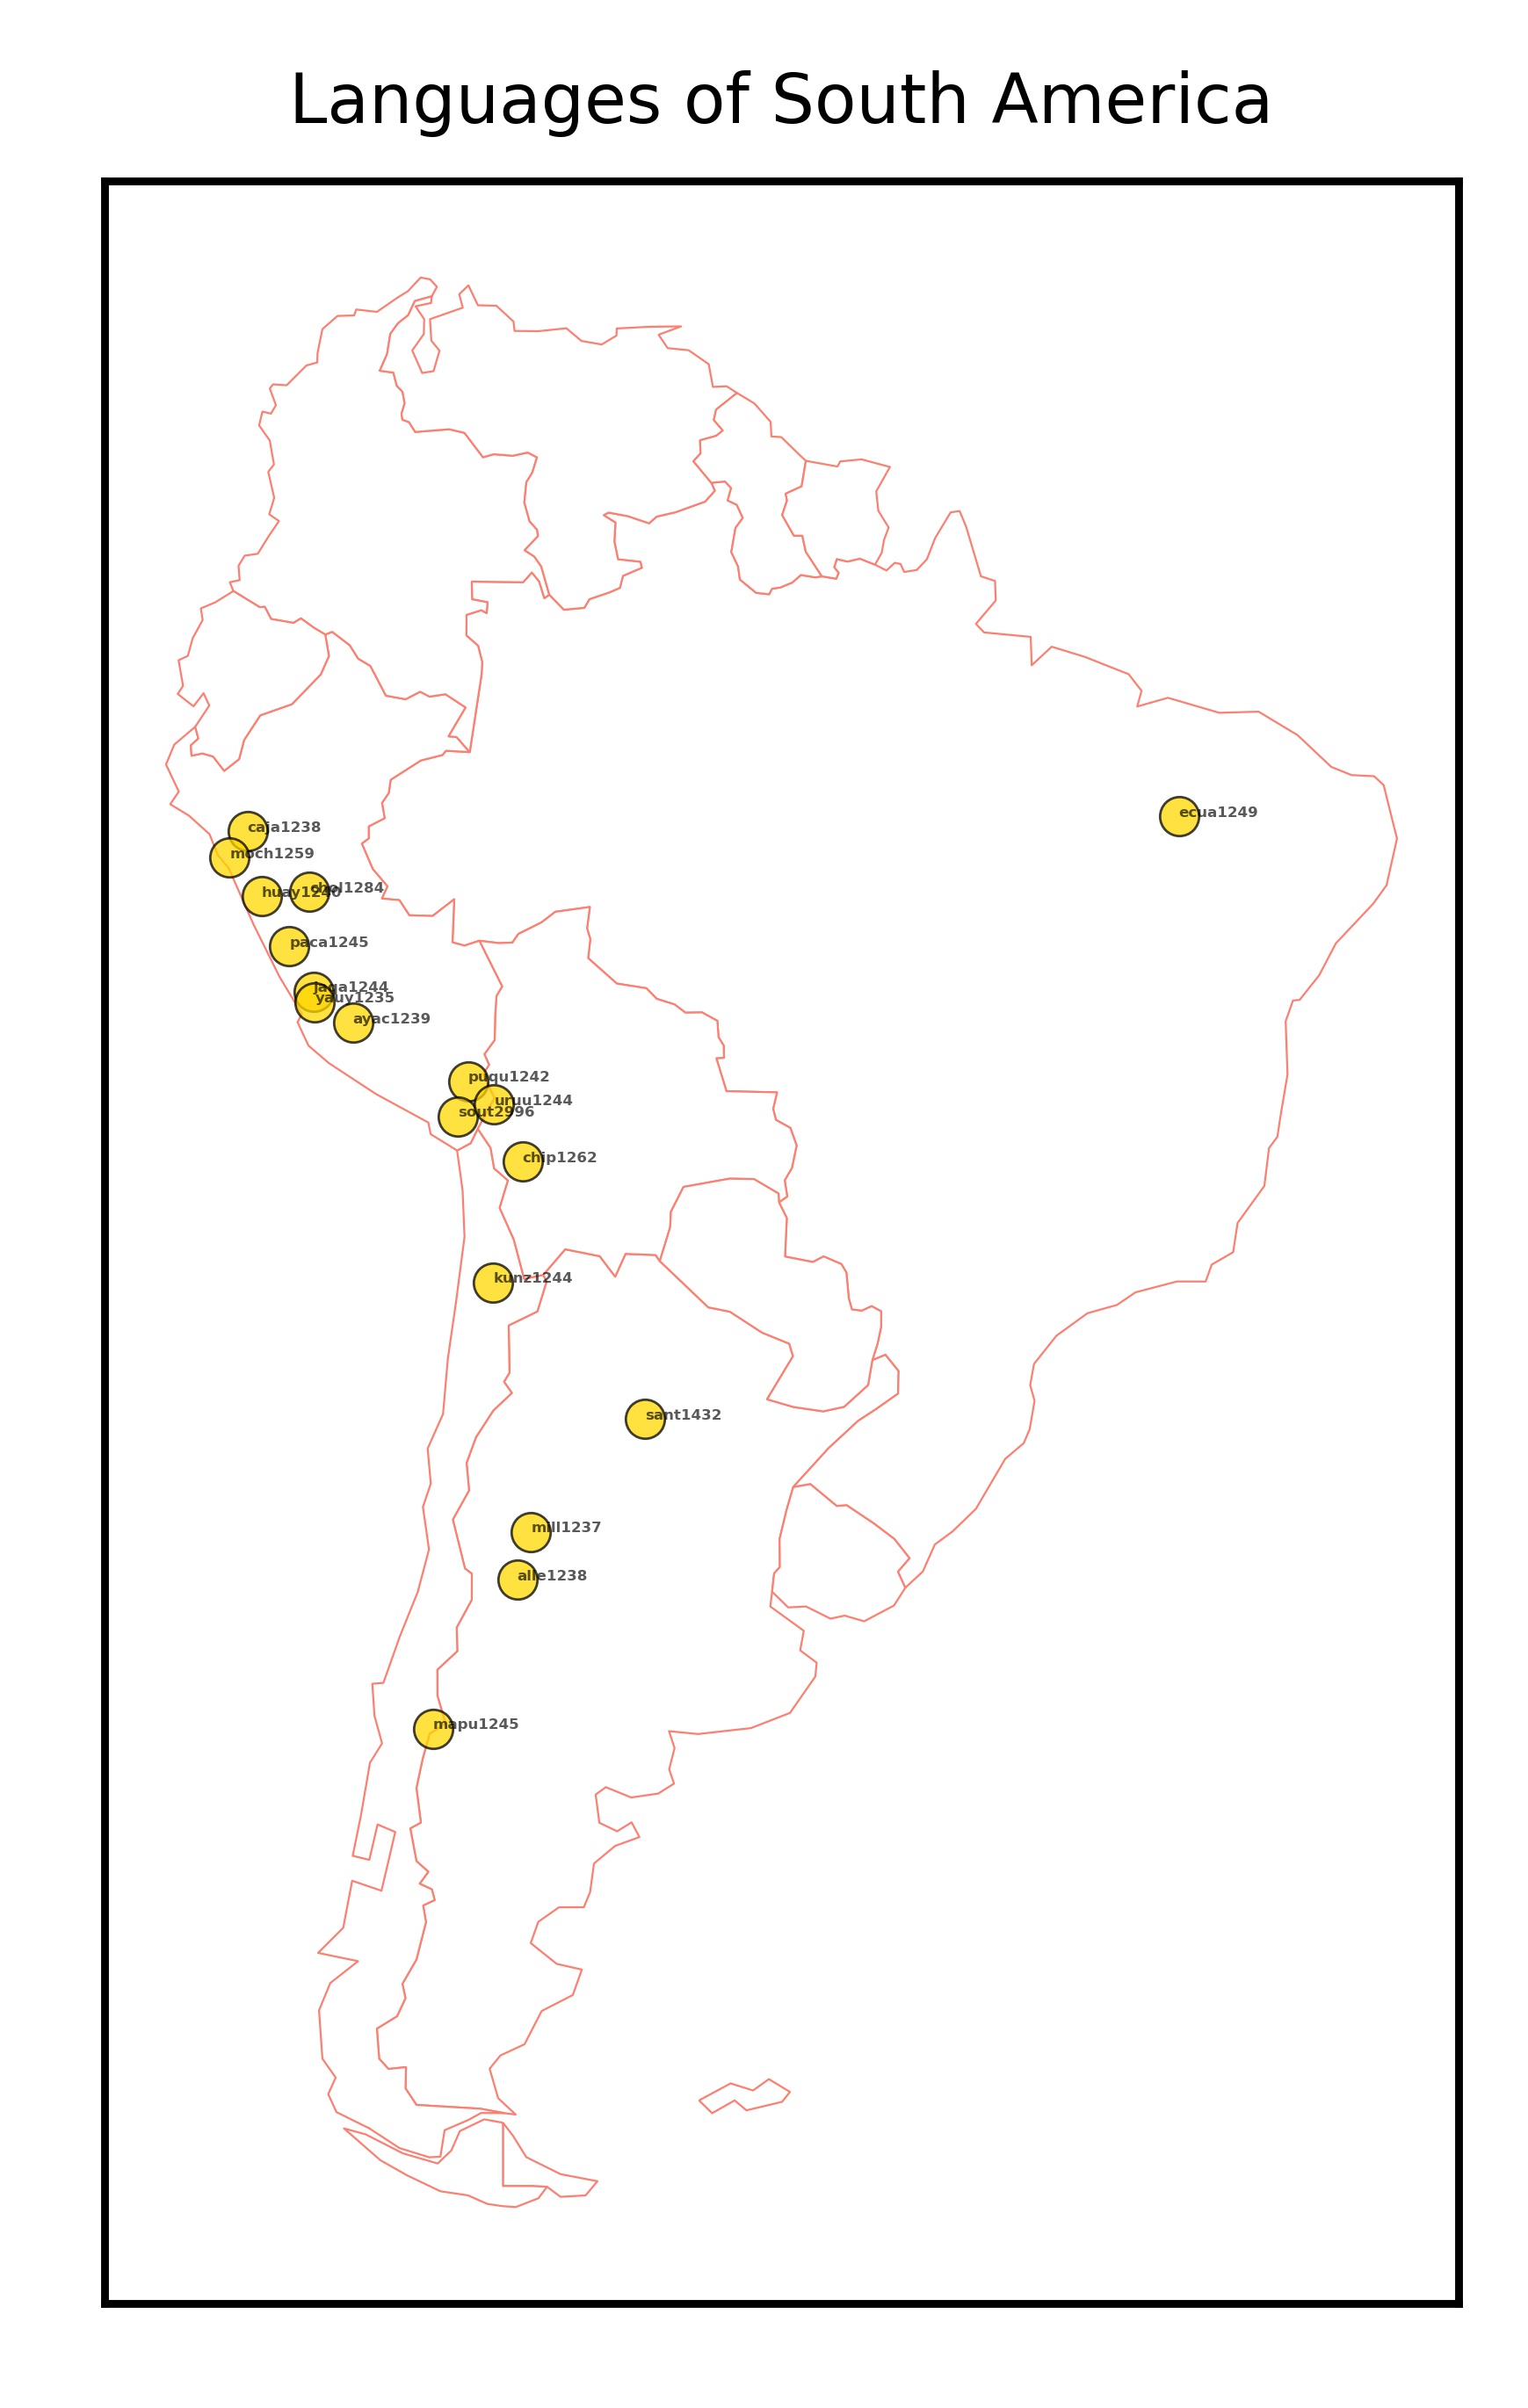 Languages of South America
ecua1249
caja1238
moch1259
chol1284
huay1240
paca1245
jaqa1244
yauy1235
ayac1239
puqu1242
uruu1244
sout2996
chip1262
kunz1244
sant1432
mill1237
alle1238
mapu1245